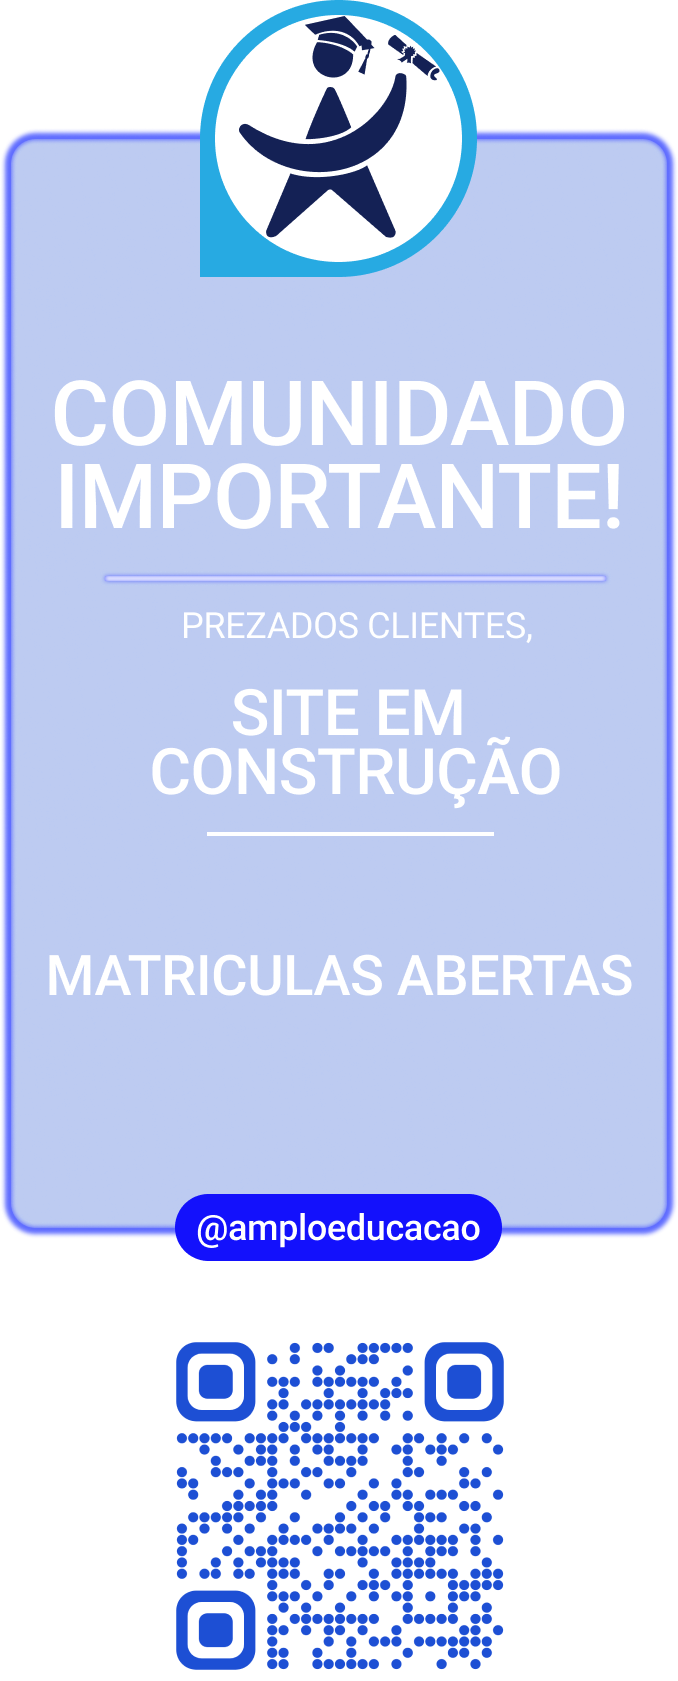 COMUNIDADO
IMPORTANTE!
PREZADOS CLIENTES,
SITE EM
CONSTRUÇÃO
MATRICULAS ABERTAS
@amploeducacao